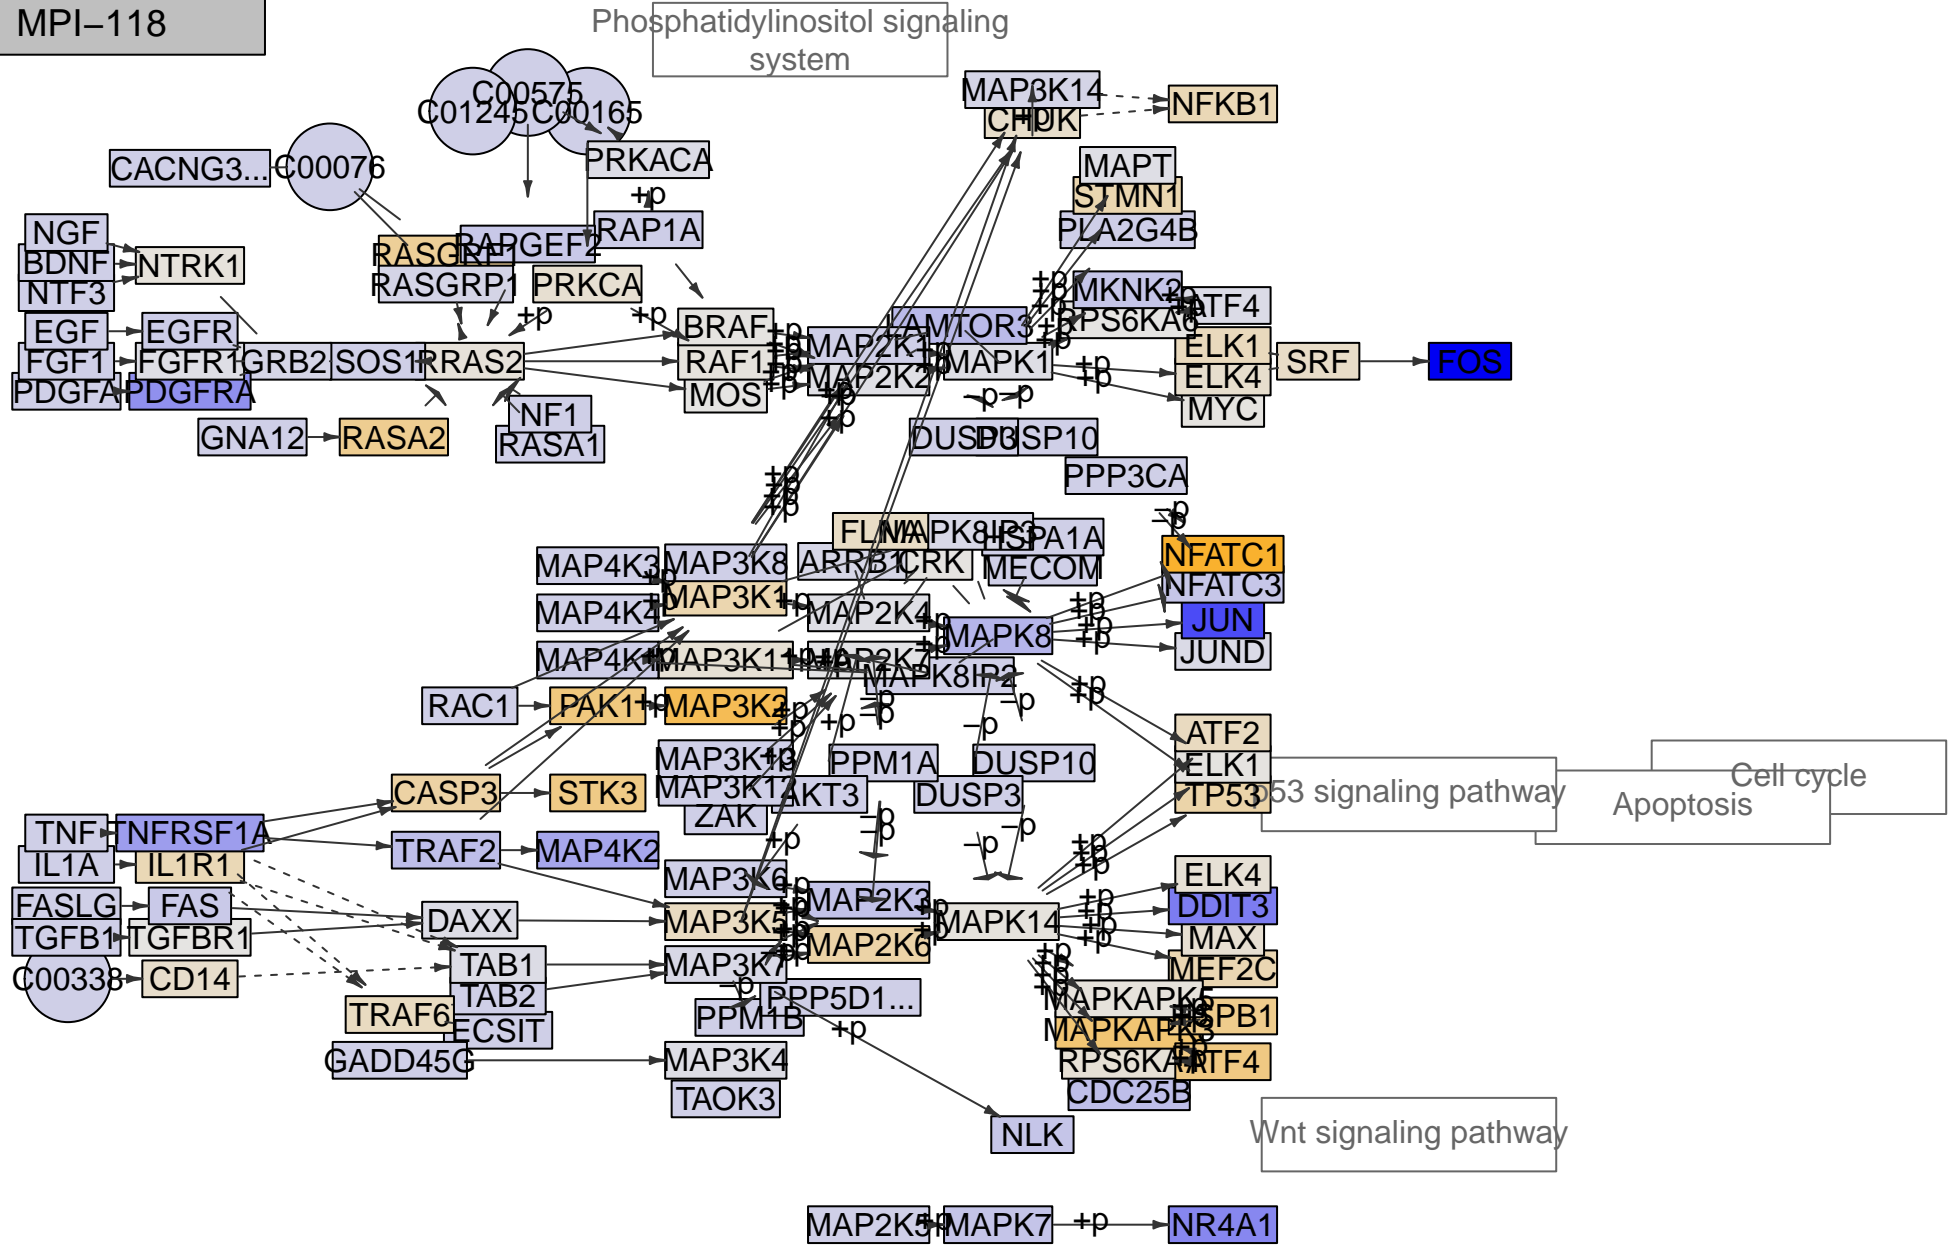 MPI−118
Phosphatidylinositol signaling
system
C00575
C01245
C00165
MAP3K14
CHUK
+p
NFKB1
CACNG3...
C00076
PRKACA
+p
RAP1A
MAPT
STMN1
PLA2G4B
NGF
BDNF
NTF3
NTRK1
RASGRF1
RAPGEF2
RASGRP1
PRKCA
+p
+p
MKNK2
RPS6KA6
ATF4
+p
+p
+p
+p
EGF
FGF1
PDGFA
EGFR
FGFR1
PDGFRA
GRB2
SOS1
RRAS2
BRAF
RAF1
MOS
+p
+p
+p
+p
+p
MAP2K1
MAP2K2
LAMTOR3
+p
MAPK1
+p
+p
ELK1
ELK4
MYC
SRF
FOS
GNA12
RASA2
NF1
RASA1
+p
+p
−p
−p
DUSP3
DUSP10
PPP3CA
−p
−p
+p
+p
+p
+p
FLNA
MAPK8IP3
HSPA1A
ARRB1
CRK
MECOM
NFATC1
NFATC3
JUN
JUND
MAP4K3
MAP4K4
+p
+p
MAP3K8
MAP3K1
+p
MAP2K4
+p
MAPK8
+p
+p
+p
+p
MAP3K11
+p
+p
MAP2K7
+p
MAPK8IP2
RAC1
PAK1
+p
MAP3K2
+p
+p
+p
−p
−p
−p
−p
+p
+p
MAP3K13
+p
MAP3K12
ZAK
AKT3
PPM1A
DUSP10
DUSP3
ATF2
ELK1
TP53
p53 signaling pathway
Apoptosis
Cell cycle
CASP3
STK3
TNF
TNFRSF1A
IL1A
IL1R1
TRAF2
MAP4K2
+p
−p
−p
−p
−p
+p
+p
+p
FASLG
FAS
TGFB1
TGFBR1
C00338
CD14
DAXX
TAB1
TAB2
ECSIT
TRAF6
GADD45G
MAP3K6
MAP3K5
MAP3K7
+p
+p
+p
+p
+p
MAP2K3
MAP2K6
+p
+p
MAPK14
+p
+p
+p
+p
ELK4
DDIT3
MAX
MEF2C
−p
PPM1B
PPP5D1...
+p
MAP3K4
TAOK3
+p
+p
+p
MAPKAPK5
RPS6KA
CDC25B
ATF4
+p
NLK
Wnt signaling pathway
MAP2K5
+p
MAPK7
+p
NR4A1